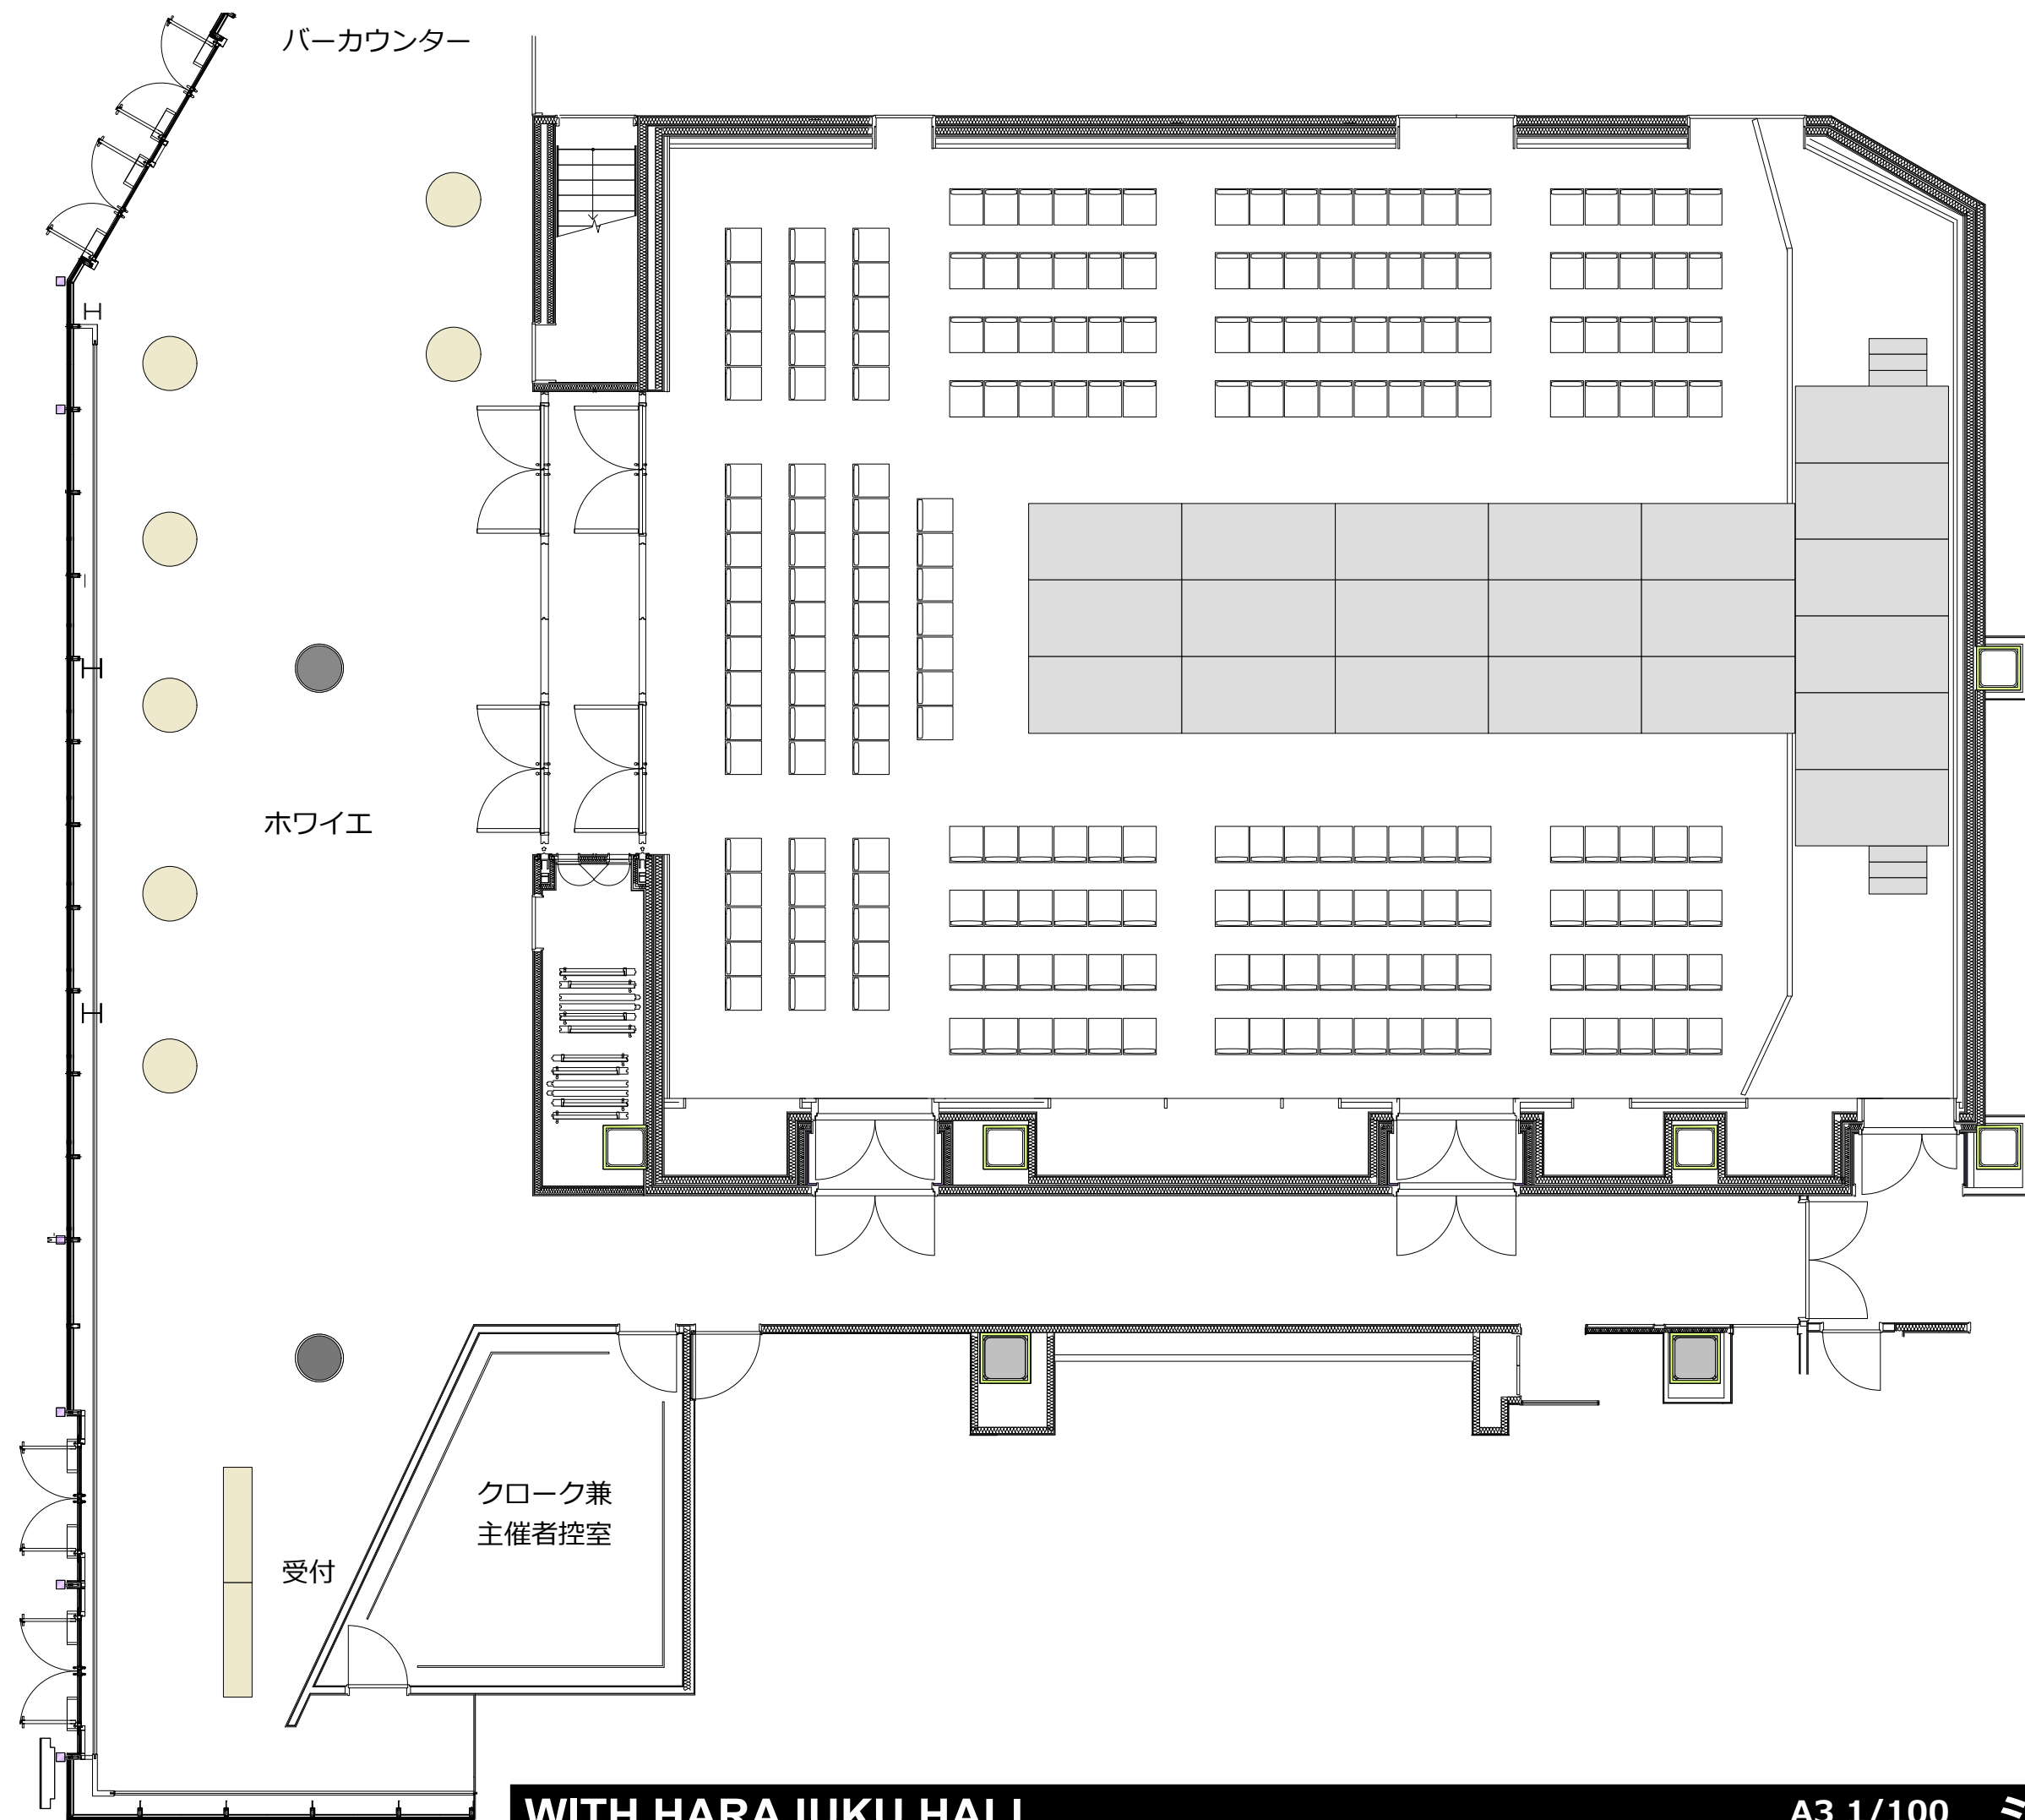 バーカウンター
ホワイエ
クローク兼
主催者控室
受付
WITH HARAJUKU HALL
A3 1/100